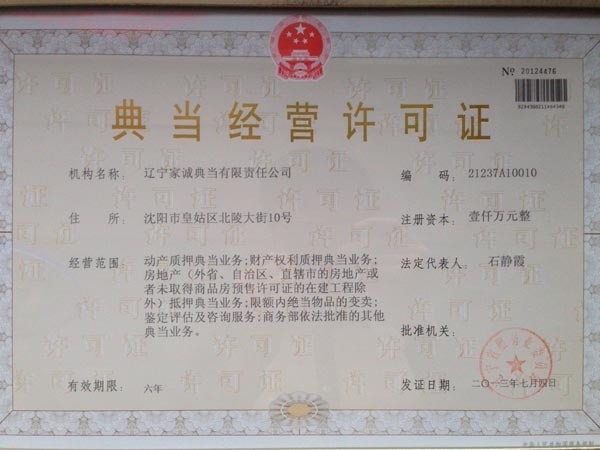 No 20124476
典当经营许可证
机构名称: 辽宁家诚典当有限责任公司
编 码: 21237A10010
住 所: 沈阳市皇姑区北陵大街10号
注册资本: 壹仟万元整
经营范围: 动产质押典当业务;财产权利质押典当业务;
房地产（外省、自治区、直辖市的房地产或
者未取得商品房预售许可证的在建工程除
外）抵押典当业务;限额内绝当物品的变卖;
鉴定评估及咨询服务;商务部依法批准的其他
典当业务。
法定代表人: 石静霞
批准机关:
有效期限: 六年
发证日期: 二〇一三年七月四日